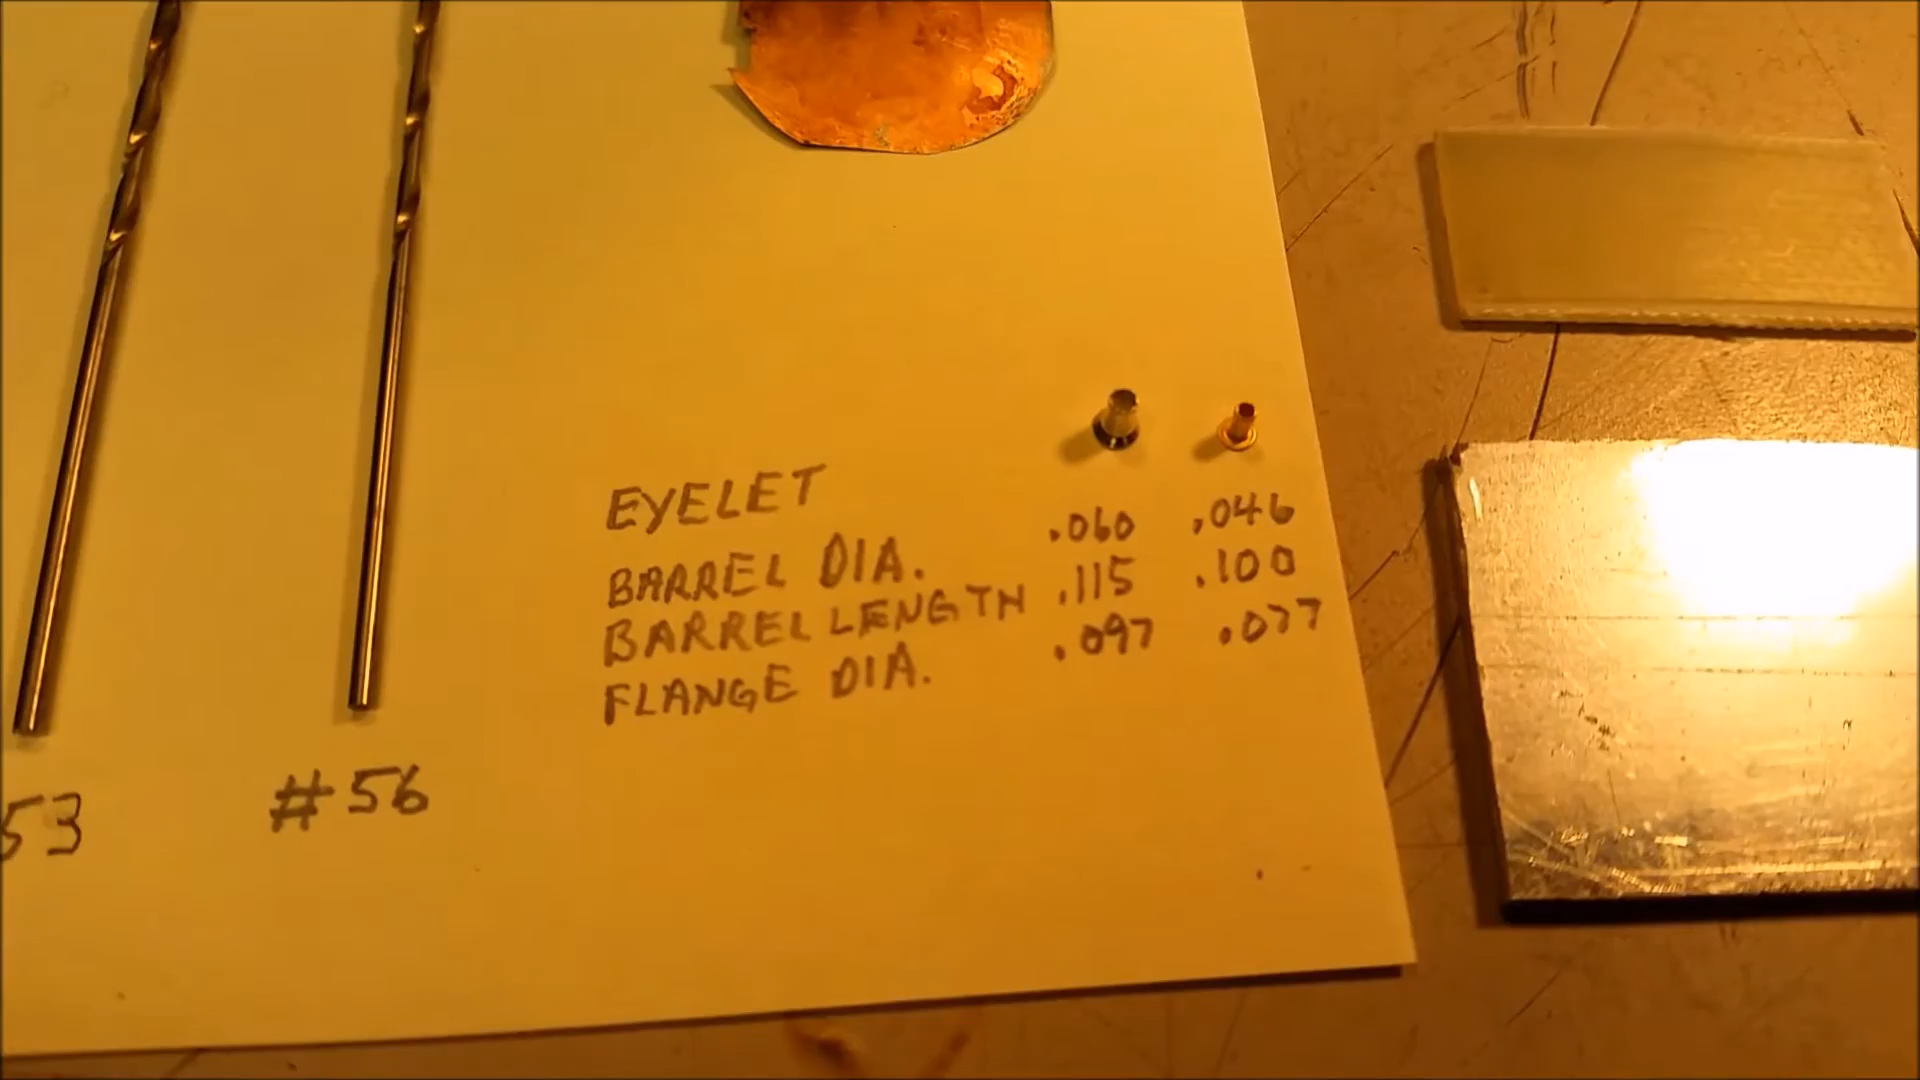 EYELET
BARREL DIA. .060 .046
BARREL LENGTH .115 .100
FLANGE DIA. .097 .077
53
#56